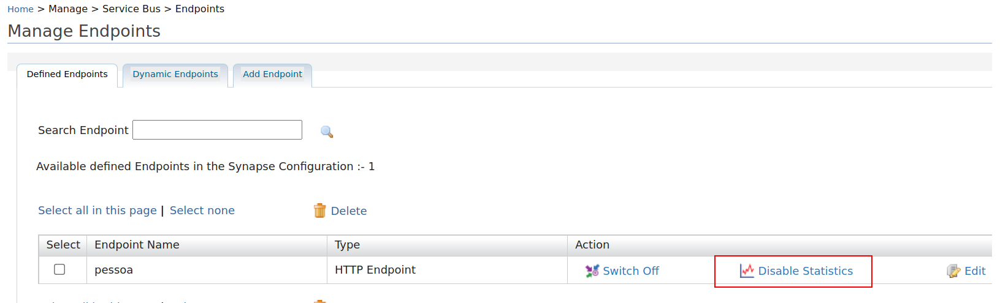 Home > Manage > Service Bus > Endpoints
Manage Endpoints
Defined Endpoints Dynamic Endpoints Add Endpoint
Search Endpoint
Available defined Endpoints in the Synapse Configuration :- 1
Select all in this page | Select none Delete
Select Endpoint Name Type Action
pessoa HTTP Endpoint Switch Off Disable Statistics Edit